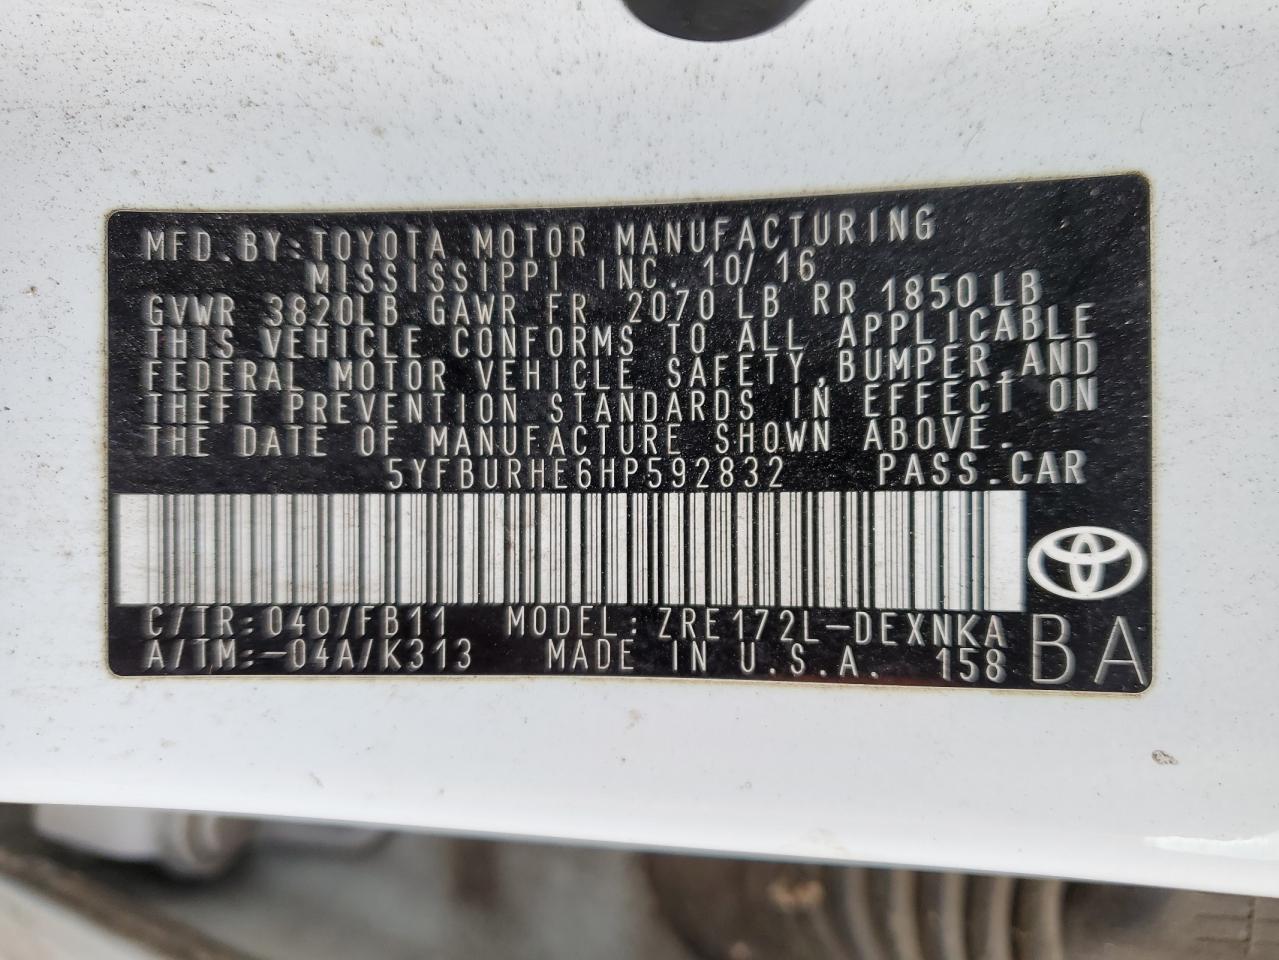 MFD.BY:TOYOTA MOTOR MANUFACTURING
MISSISSIPPI INC. 10/16
GVWR 3820LB GAWR FR 2070 LB RR 1850LB
THIS VEHICLE CONFORMS TO ALL APPLICABLE
FEDERAL MOTOR VEHICLE SAFETY,BUMPER,AND
THEFT PREVENTION STANDARDS IN EFFECT ON
THE DATE OF MANUFACTURE SHOWN ABOVE.
5YFBURHE6HP592832 PASS.CAR
C/TR:040/FB11 MODEL:ZRE172L-DEXNKA
A/TM:-04A/K313 MADE IN U.S.A. 158 BA